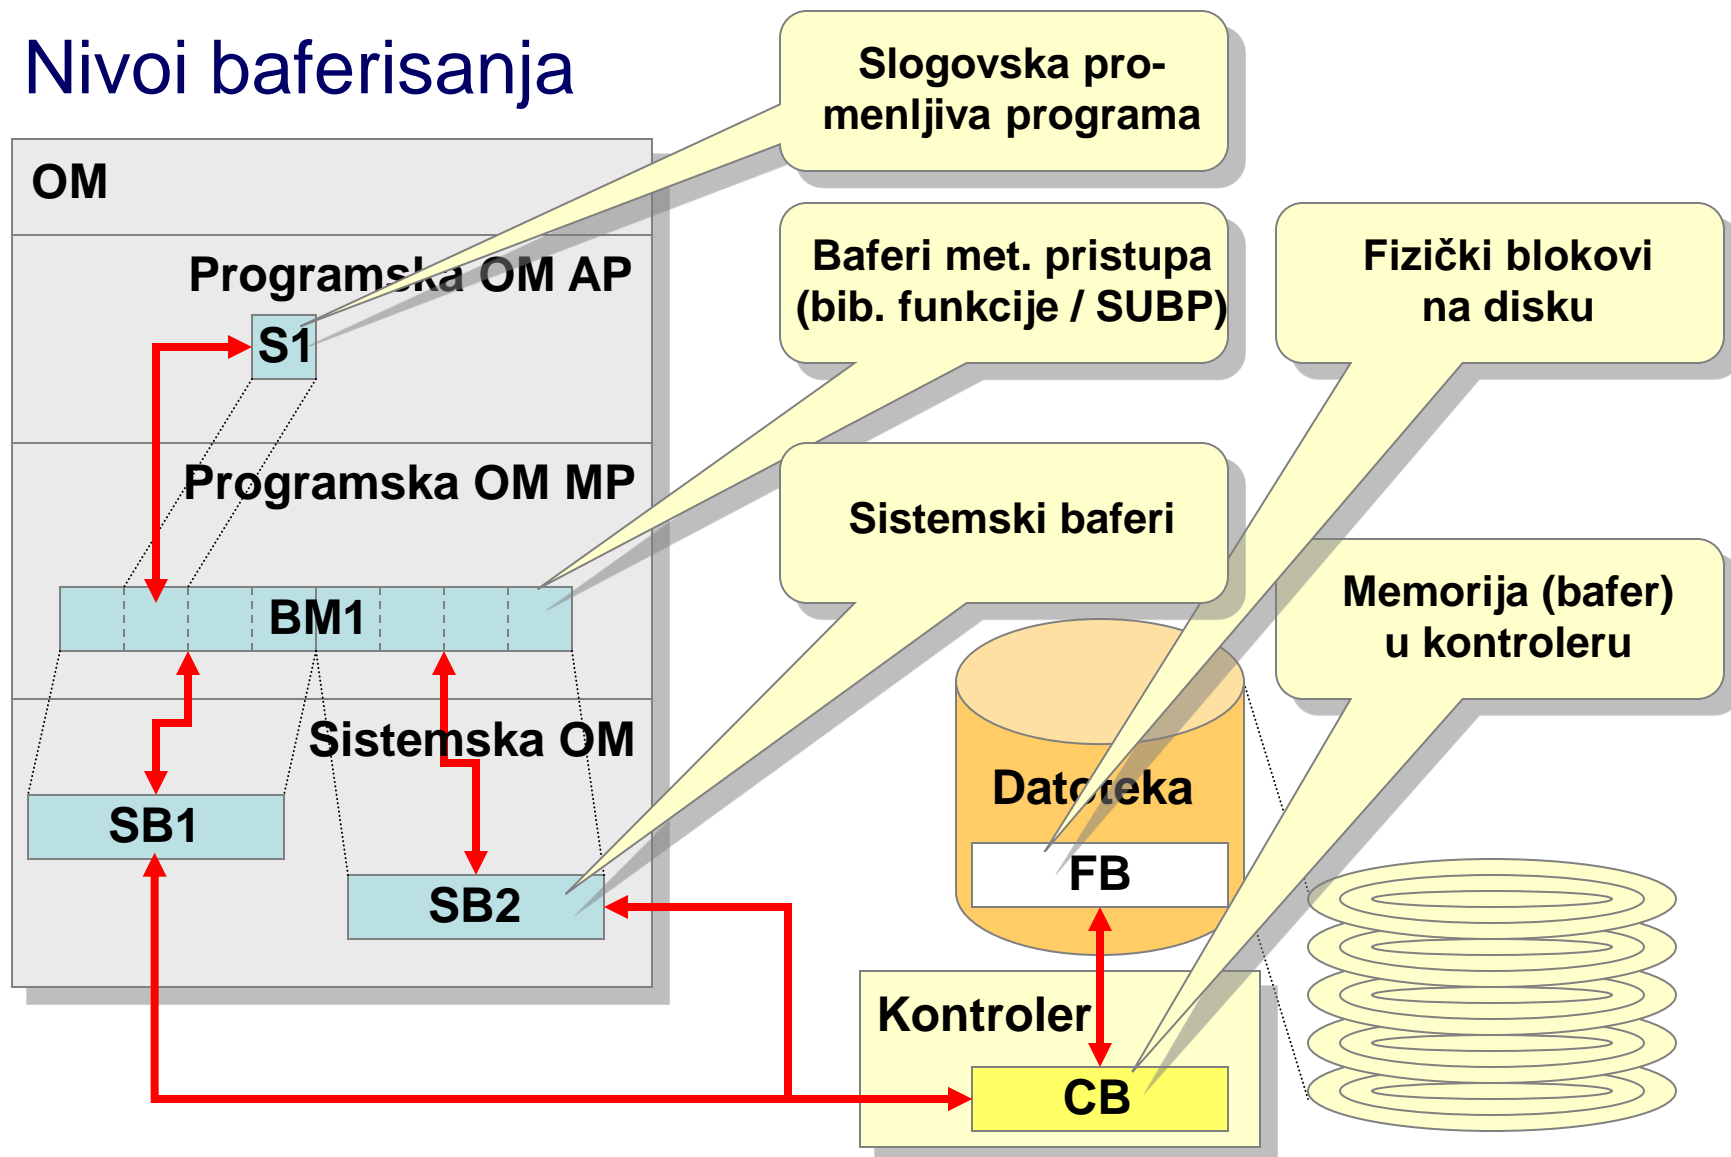 Nivoi baferisanja
Slogovska pro-
menljiva programa
OM
Programska OM AP
S1
Baferi met. pristupa
(bib. funkcije / SUBP)
Fizički blokovi
na disku
Programska OM MP
Sistemski baferi
BM1
Memorija (bafer)
u kontroleru
Sistemska OM
SB1
SB2
Datoteka
FB
Kontroler
CB